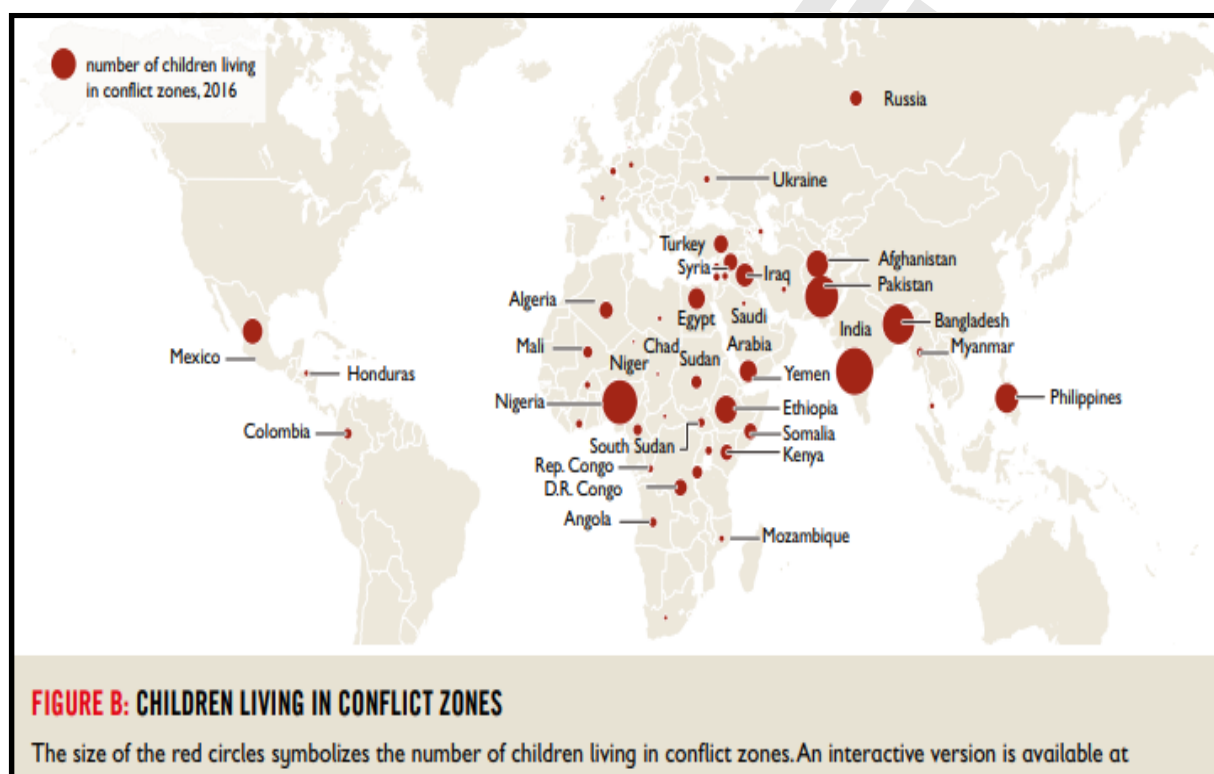 number of children living
in conflict zones, 2016
Russia
Ukraine
Turkey
Syria
Iraq
Afghanistan
Pakistan
Algeria
Egypt
Saudi
Arabia
India
Bangladesh
Myanmar
Mexico
Honduras
Mali
Niger
Chad
Sudan
Yemen
Nigeria
Ethiopia
Philippines
Colombia
South Sudan
Somalia
Kenya
Rep. Congo
D.R. Congo
Angola
Mozambique
FIGURE B: CHILDREN LIVING IN CONFLICT ZONES
The size of the red circles symbolizes the number of children living in conflict zones. An interactive version is available at